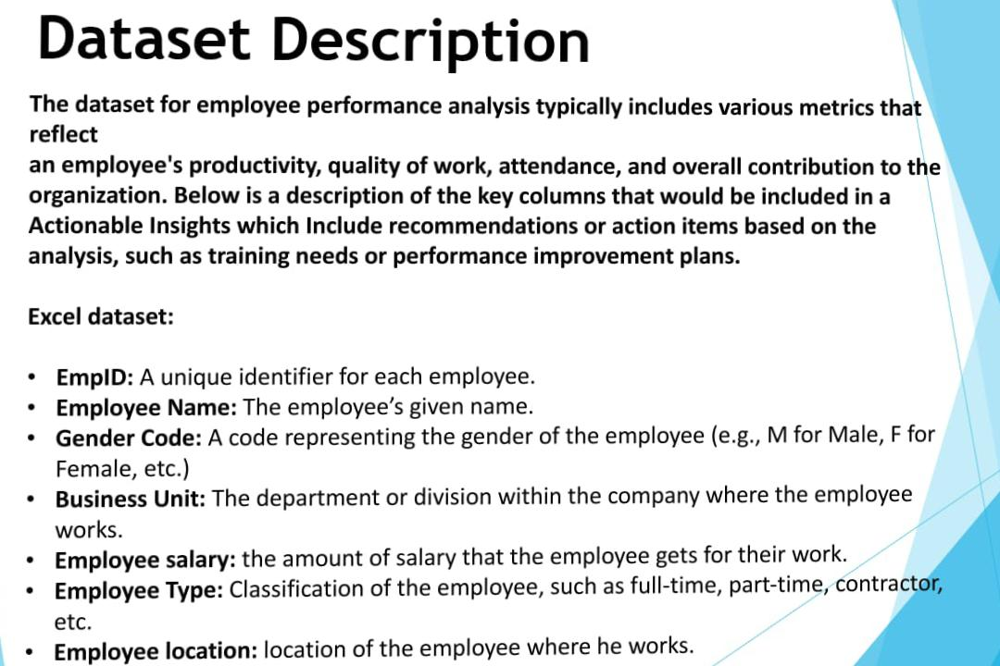 Dataset Description
The dataset for employee performance analysis typically includes various metrics that
reflect
an employee's productivity, quality of work, attendance, and overall contribution to the
organization. Below is a description of the key columns that would be included in a
Actionable Insights which Include recommendations or action items based on the
analysis, such as training needs or performance improvement plans.
Excel dataset:
• EmpID: A unique identifier for each employee.
• Employee Name: The employee’s given name.
• Gender Code: A code representing the gender of the employee (e.g., M for Male, F for
Female, etc.)
• Business Unit: The department or division within the company where the employee
works.
• Employee salary: the amount of salary that the employee gets for their work.
• Employee Type: Classification of the employee, such as full-time, part-time, contractor,
etc.
• Employee location: location of the employee where he works.